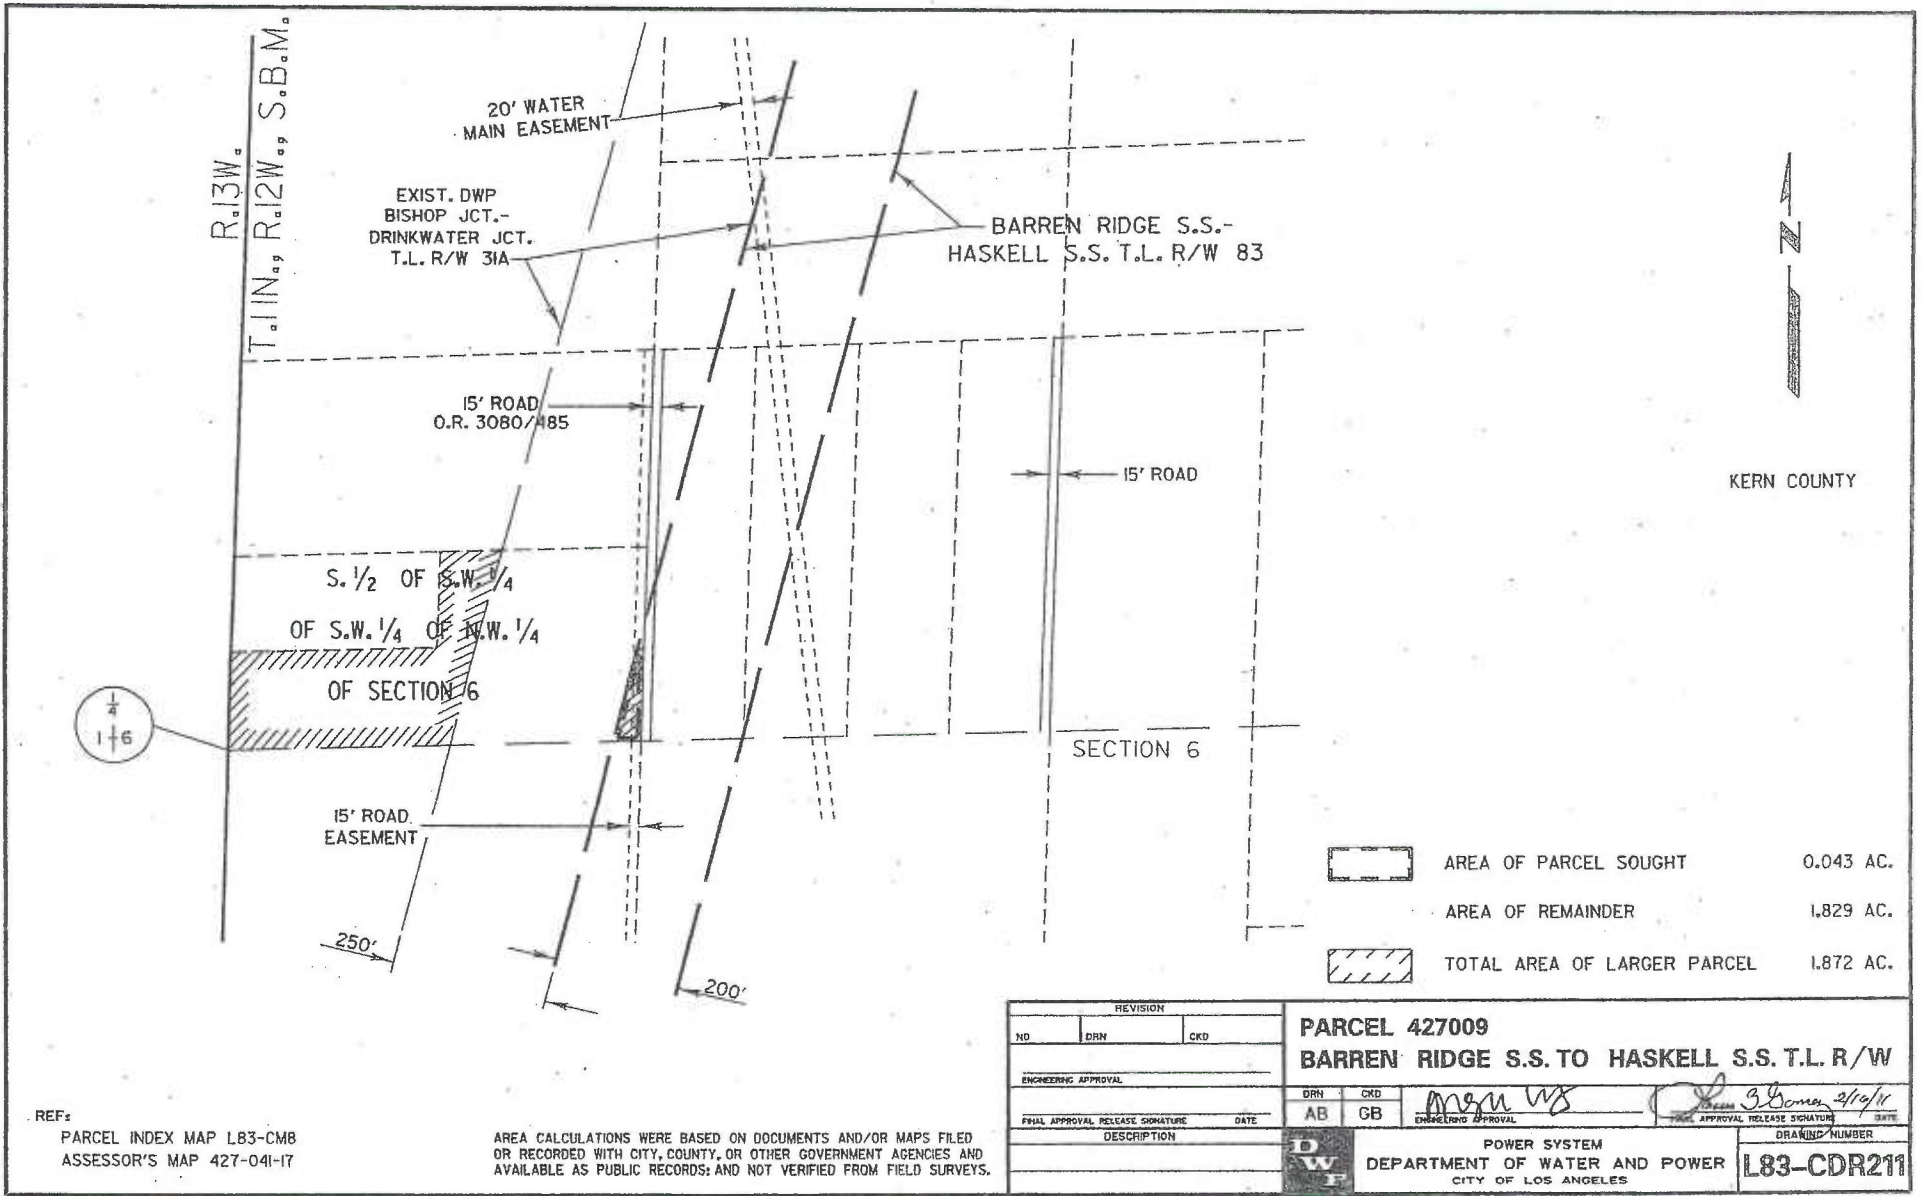 R.13W.
T.11N., R.12W., S.B.M.
20' WATER
MAIN EASEMENT
EXIST. DWP
BISHOP JCT.-
DRINKWATER JCT.
T.L. R/W 31A
BARREN RIDGE S.S.-
HASKELL S.S. T.L. R/W 83
N
15' ROAD
O.R. 3080/485
15' ROAD
KERN COUNTY
S. 1/2 OF S.W. 1/4
OF S.W. 1/4 OF N.W. 1/4
OF SECTION 6
1/4
1 6
SECTION 6
15' ROAD
EASEMENT
250'
200'
AREA OF PARCEL SOUGHT 0.043 AC.
AREA OF REMAINDER 1.829 AC.
TOTAL AREA OF LARGER PARCEL 1.872 AC.
REVISION
NO DRN CKD
ENGINEERING APPROVAL
FINAL APPROVAL RELEASE SIGNATURE DATE
DESCRIPTION
PARCEL 427009
BARREN RIDGE S.S. TO HASKELL S.S. T.L. R/W
DRN CKD
AB GB
ENGINEERING APPROVAL
APPROVAL RELEASE SIGNATURE DATE
DWP
POWER SYSTEM
DEPARTMENT OF WATER AND POWER
CITY OF LOS ANGELES
DRAWING NUMBER
L83-CDR211
REF:
PARCEL INDEX MAP L83-CM8
ASSESSOR'S MAP 427-041-17
AREA CALCULATIONS WERE BASED ON DOCUMENTS AND/OR MAPS FILED
OR RECORDED WITH CITY, COUNTY, OR OTHER GOVERNMENT AGENCIES AND
AVAILABLE AS PUBLIC RECORDS; AND NOT VERIFIED FROM FIELD SURVEYS.